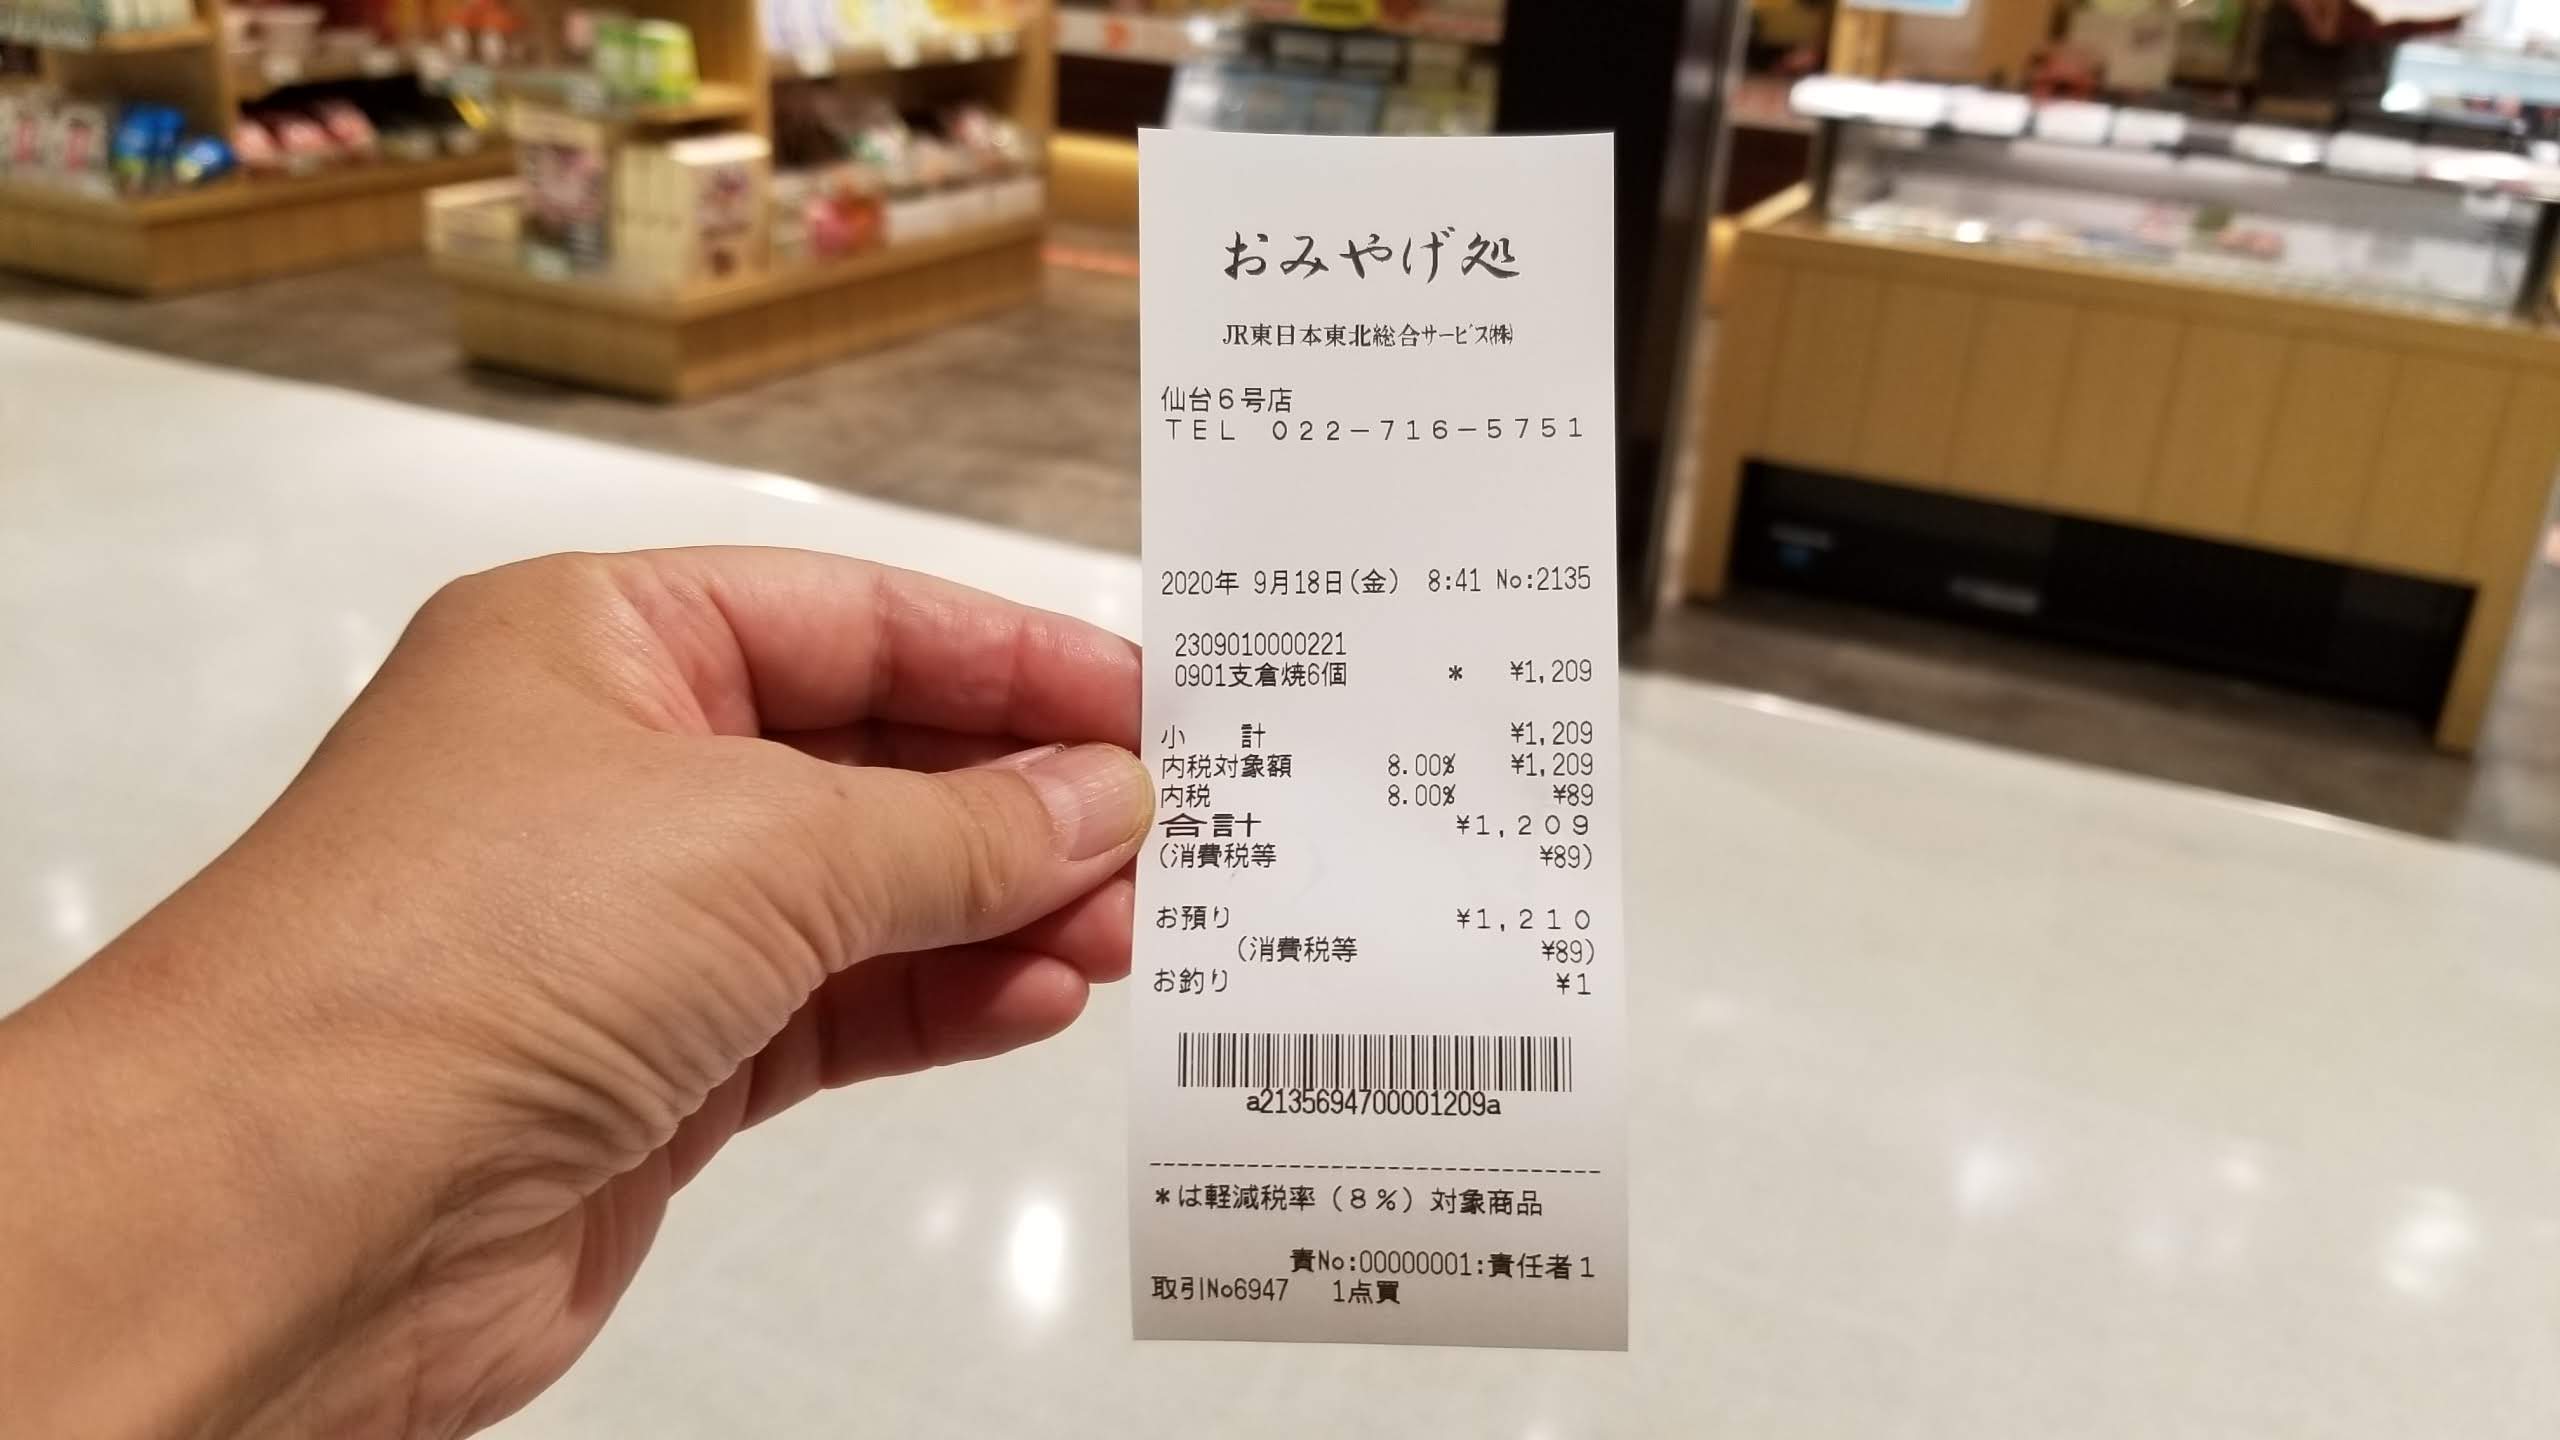 おみやげ処
JR東日本東北総合サービス㈱
仙台6号店
TEL 022-716-5751
2020年 9月18日(金) 8:41 No:2135
2309010000221
0901支倉焼6個 * ¥1,209
小 計 ¥1,209
内税対象額 8.00% ¥1,209
内税 8.00% ¥89
合計 ¥1,209
(消費税等 ¥89)
お預り ¥1,210
(消費税等 ¥89)
お釣り ¥1
a2135694700001209a
--------------------------------
*は軽減税率(8%)対象商品
責No:00000001:責任者1
取引No6947 1点買